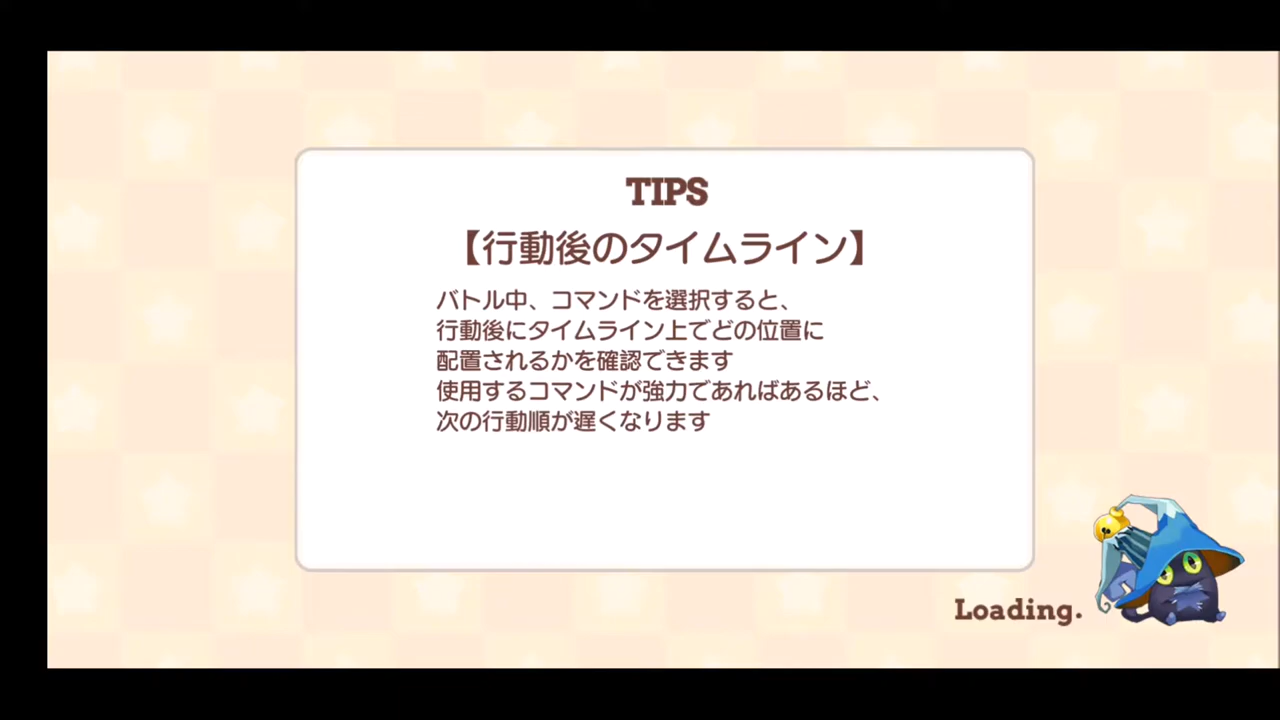 TIPS
【行動後のタイムライン】
バトル中、コマンドを選択すると、
行動後にタイムライン上でどの位置に
配置されるかを確認できます
使用するコマンドが強力であればあるほど、
次の行動順が遅くなります
Loading.